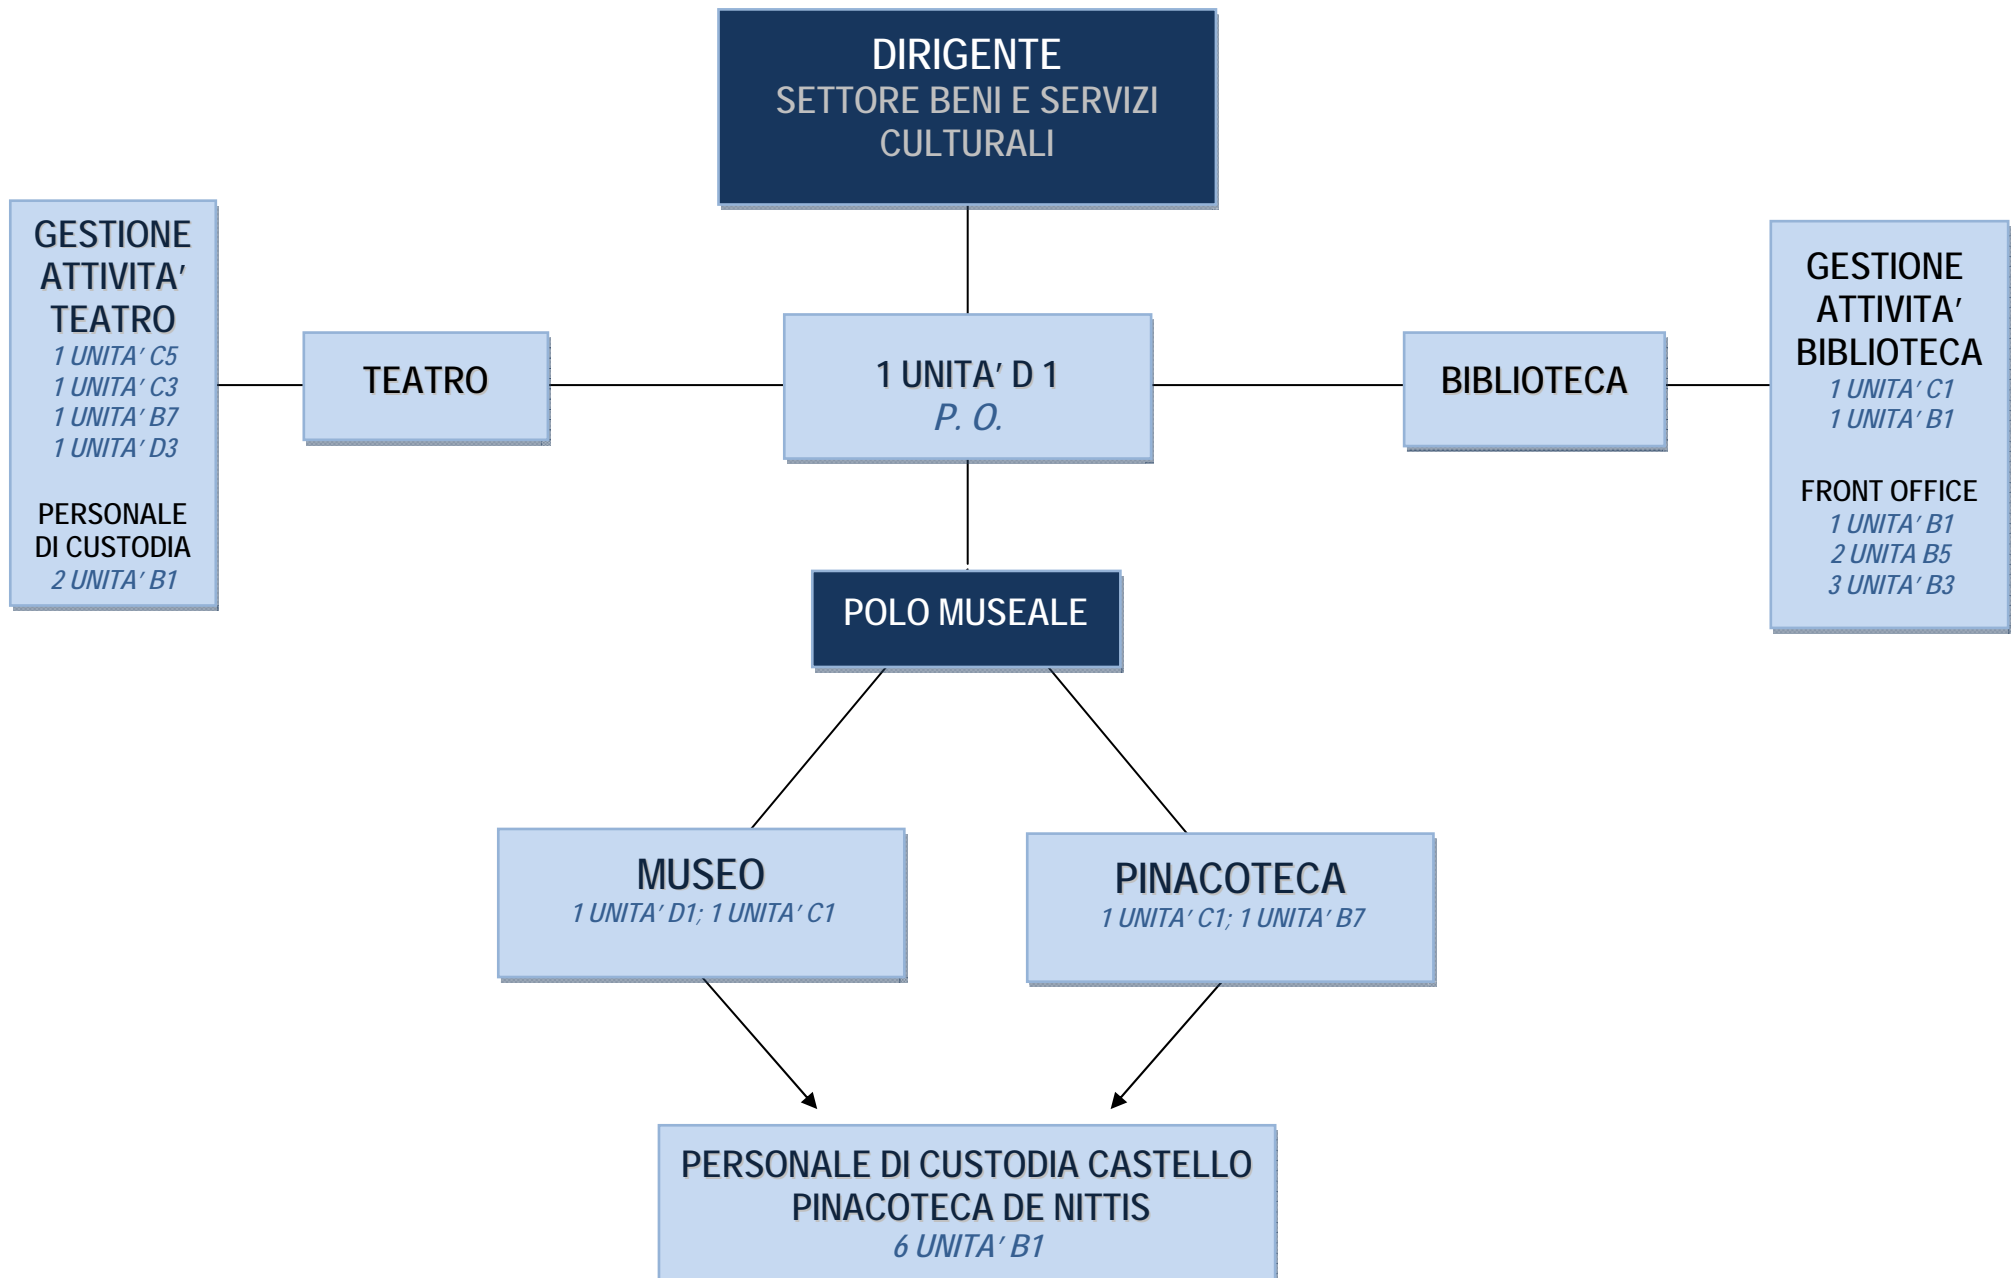 DIRIGENTE
SETTORE BENI E SERVIZI
CULTURALI
GESTIONE
ATTIVITA’
TEATRO
1 UNITA’ C5
1 UNITA’ C3
1 UNITA’ B7
1 UNITA’ D3
PERSONALE
DI CUSTODIA
2 UNITA’ B1
TEATRO
1 UNITA’ D 1
P. O.
BIBLIOTECA
GESTIONE
ATTIVITA’
BIBLIOTECA
1 UNITA’ C1
1 UNITA’ B1
FRONT OFFICE
1 UNITA’ B1
2 UNITA B5
3 UNITA’ B3
POLO MUSEALE
MUSEO
1 UNITA’ D1; 1 UNITA’ C1
PINACOTECA
1 UNITA’ C1; 1 UNITA’ B7
PERSONALE DI CUSTODIA CASTELLO
PINACOTECA DE NITTIS
6 UNITA’ B1